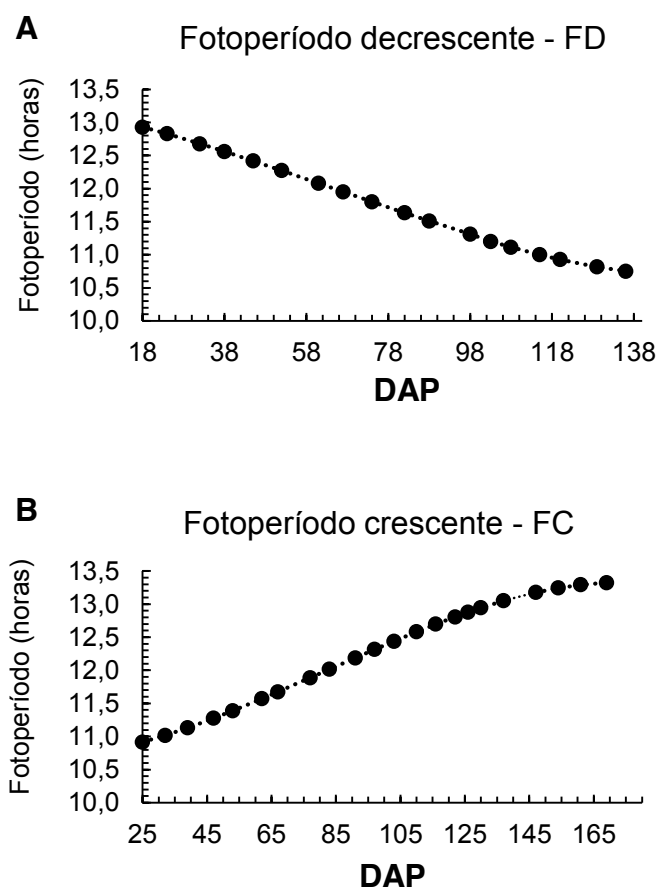 A
Fotoperíodo decrescente - FD
Fotoperíodo (horas)
13,5
13,0
12,5
12,0
11,5
11,0
10,5
10,0
18 38 58 78 98 118 138
DAP
B
Fotoperíodo crescente - FC
Fotoperíodo (horas)
13,5
13,0
12,5
12,0
11,5
11,0
10,5
10,0
25 45 65 85 105 125 145 165
DAP